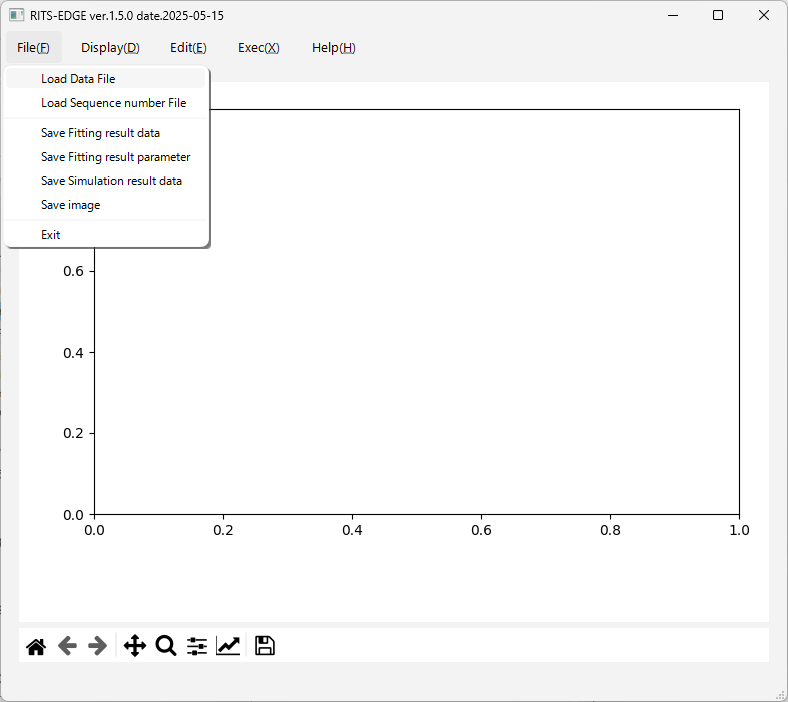 RITS-EDGE ver.1.5.0 date.2025-05-15
File(F) Display(D) Edit(E) Exec(X) Help(H)
Load Data File
Load Sequence number File
Save Fitting result data
Save Fitting result parameter
Save Simulation result data
Save image
Exit
0.6
0.4
0.2
0.0
0.0 0.2 0.4 0.6 0.8 1.0